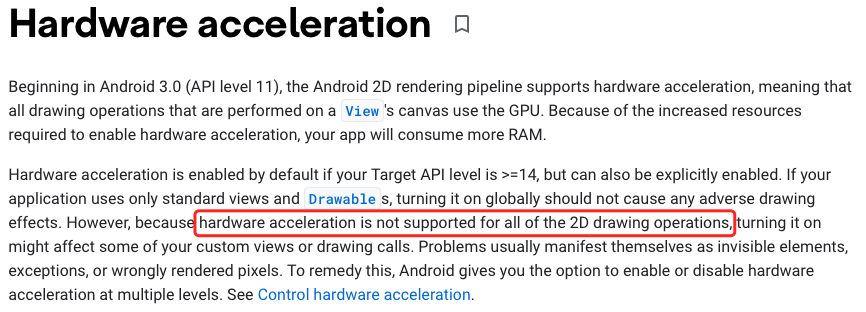 Hardware acceleration
Beginning in Android 3.0 (API level 11), the Android 2D rendering pipeline supports hardware acceleration, meaning that
all drawing operations that are performed on a View's canvas use the GPU. Because of the increased resources
required to enable hardware acceleration, your app will consume more RAM.
Hardware acceleration is enabled by default if your Target API level is >=14, but can also be explicitly enabled. If your
application uses only standard views and Drawables, turning it on globally should not cause any adverse drawing
effects. However, because hardware acceleration is not supported for all of the 2D drawing operations, turning it on
might affect some of your custom views or drawing calls. Problems usually manifest themselves as invisible elements,
exceptions, or wrongly rendered pixels. To remedy this, Android gives you the option to enable or disable hardware
acceleration at multiple levels. See Control hardware acceleration.